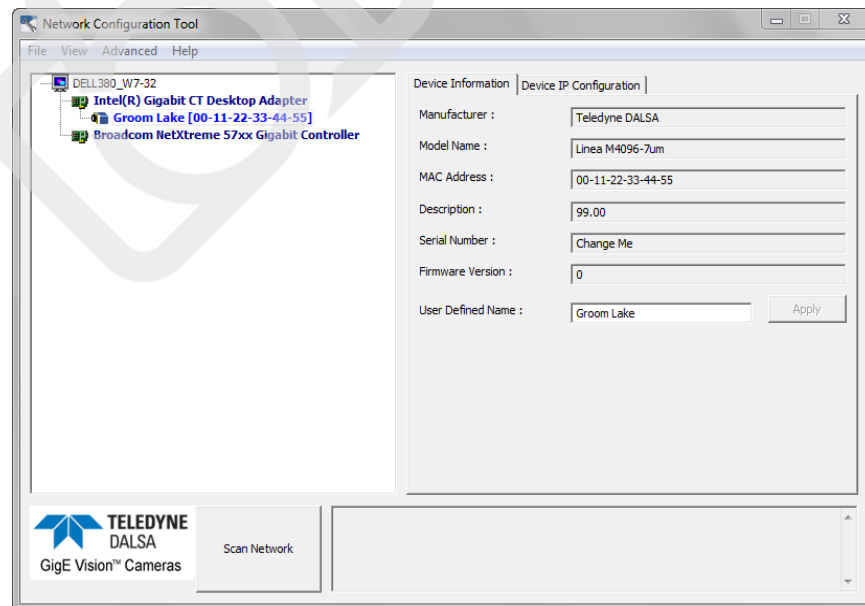 Network Configuration Tool
File View Advanced Help
DELL380_W7-32
Intel(R) Gigabit CT Desktop Adapter
Groom Lake [00-11-22-33-44-55]
Broadcom NetXtreme 57xx Gigabit Controller
Device Information Device IP Configuration
Manufacturer : Teledyne DALSA
Model Name : Linea M4096-7um
MAC Address : 00-11-22-33-44-55
Description : 99.00
Serial Number : Change Me
Firmware Version : 0
User Defined Name : Groom Lake Apply
TELEDYNE
DALSA
GigE Vision™ Cameras
Scan Network